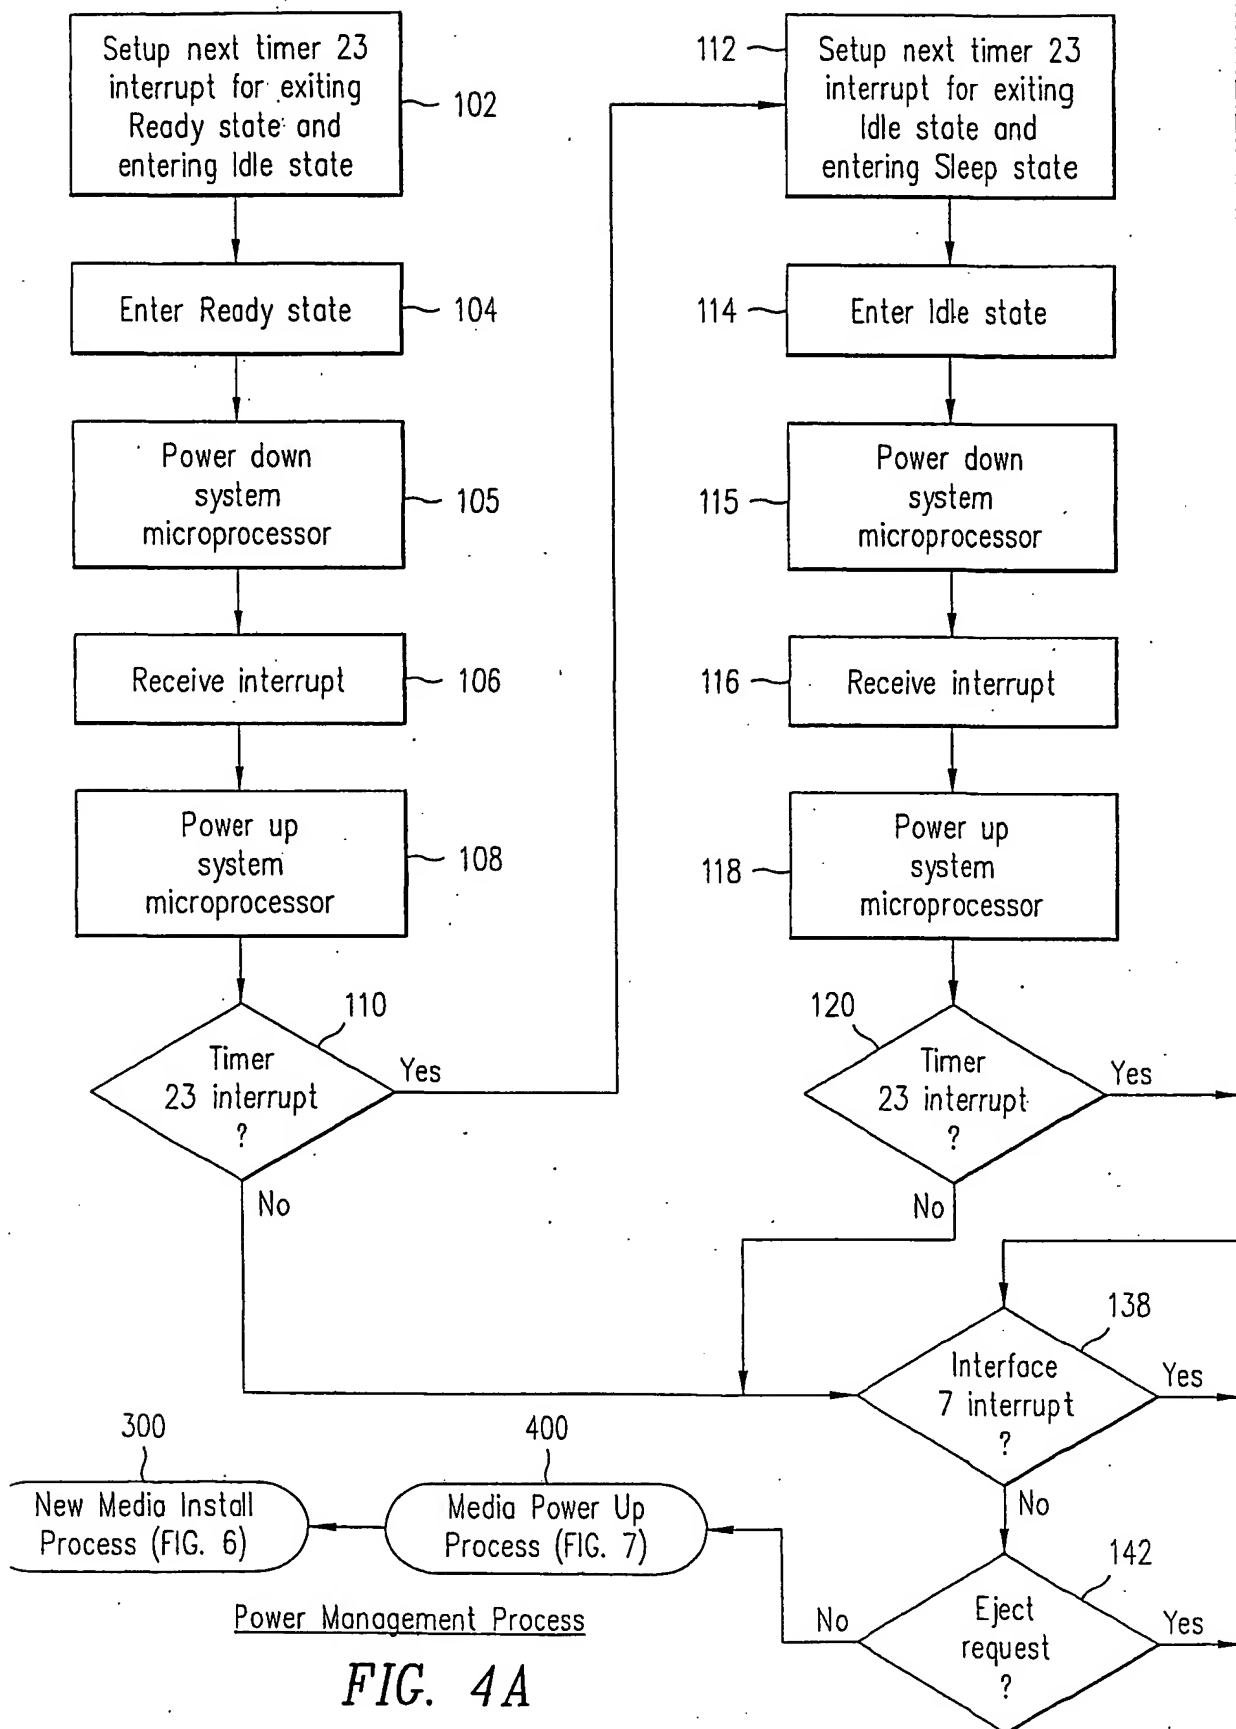 Setup next timer 23
interrupt for exiting
Ready state and
entering Idle state
102
Enter Ready state
104
Power down
system
microprocessor
105
Receive interrupt
106
Power up
system
microprocessor
108
110
Timer
23 interrupt
?
Yes
No
112
Setup next timer 23
interrupt for exiting
Idle state and
entering Sleep state
114
Enter Idle state
115
Power down
system
microprocessor
116
Receive interrupt
118
Power up
system
microprocessor
120
Timer
23 interrupt
?
Yes
No
138
Interface
7 interrupt
?
Yes
No
142
Eject
request
?
Yes
No
400
Media Power Up
Process (FIG. 7)
300
New Media Install
Process (FIG. 6)
Power Management Process
FIG. 4A